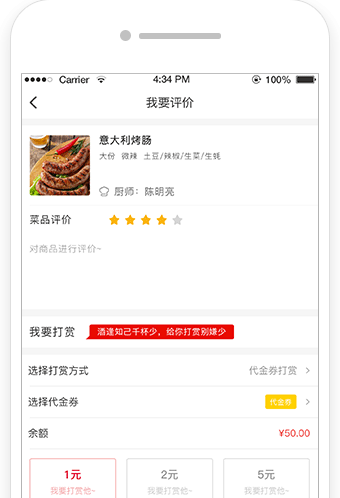 Carrier 4:34 PM 100%
我要评价
意大利烤肠
大份 微辣 土豆/辣椒/生菜/生蚝
厨师：陈明亮
菜品评价
对商品进行评价~
我要打赏 酒逢知己千杯少，给你打赏别嫌少
选择打赏方式 代金券打赏
选择代金券 代金券
余额 ¥50.00
1元 2元 5元
我要打赏他~ 我要打赏他~ 我要打赏他~